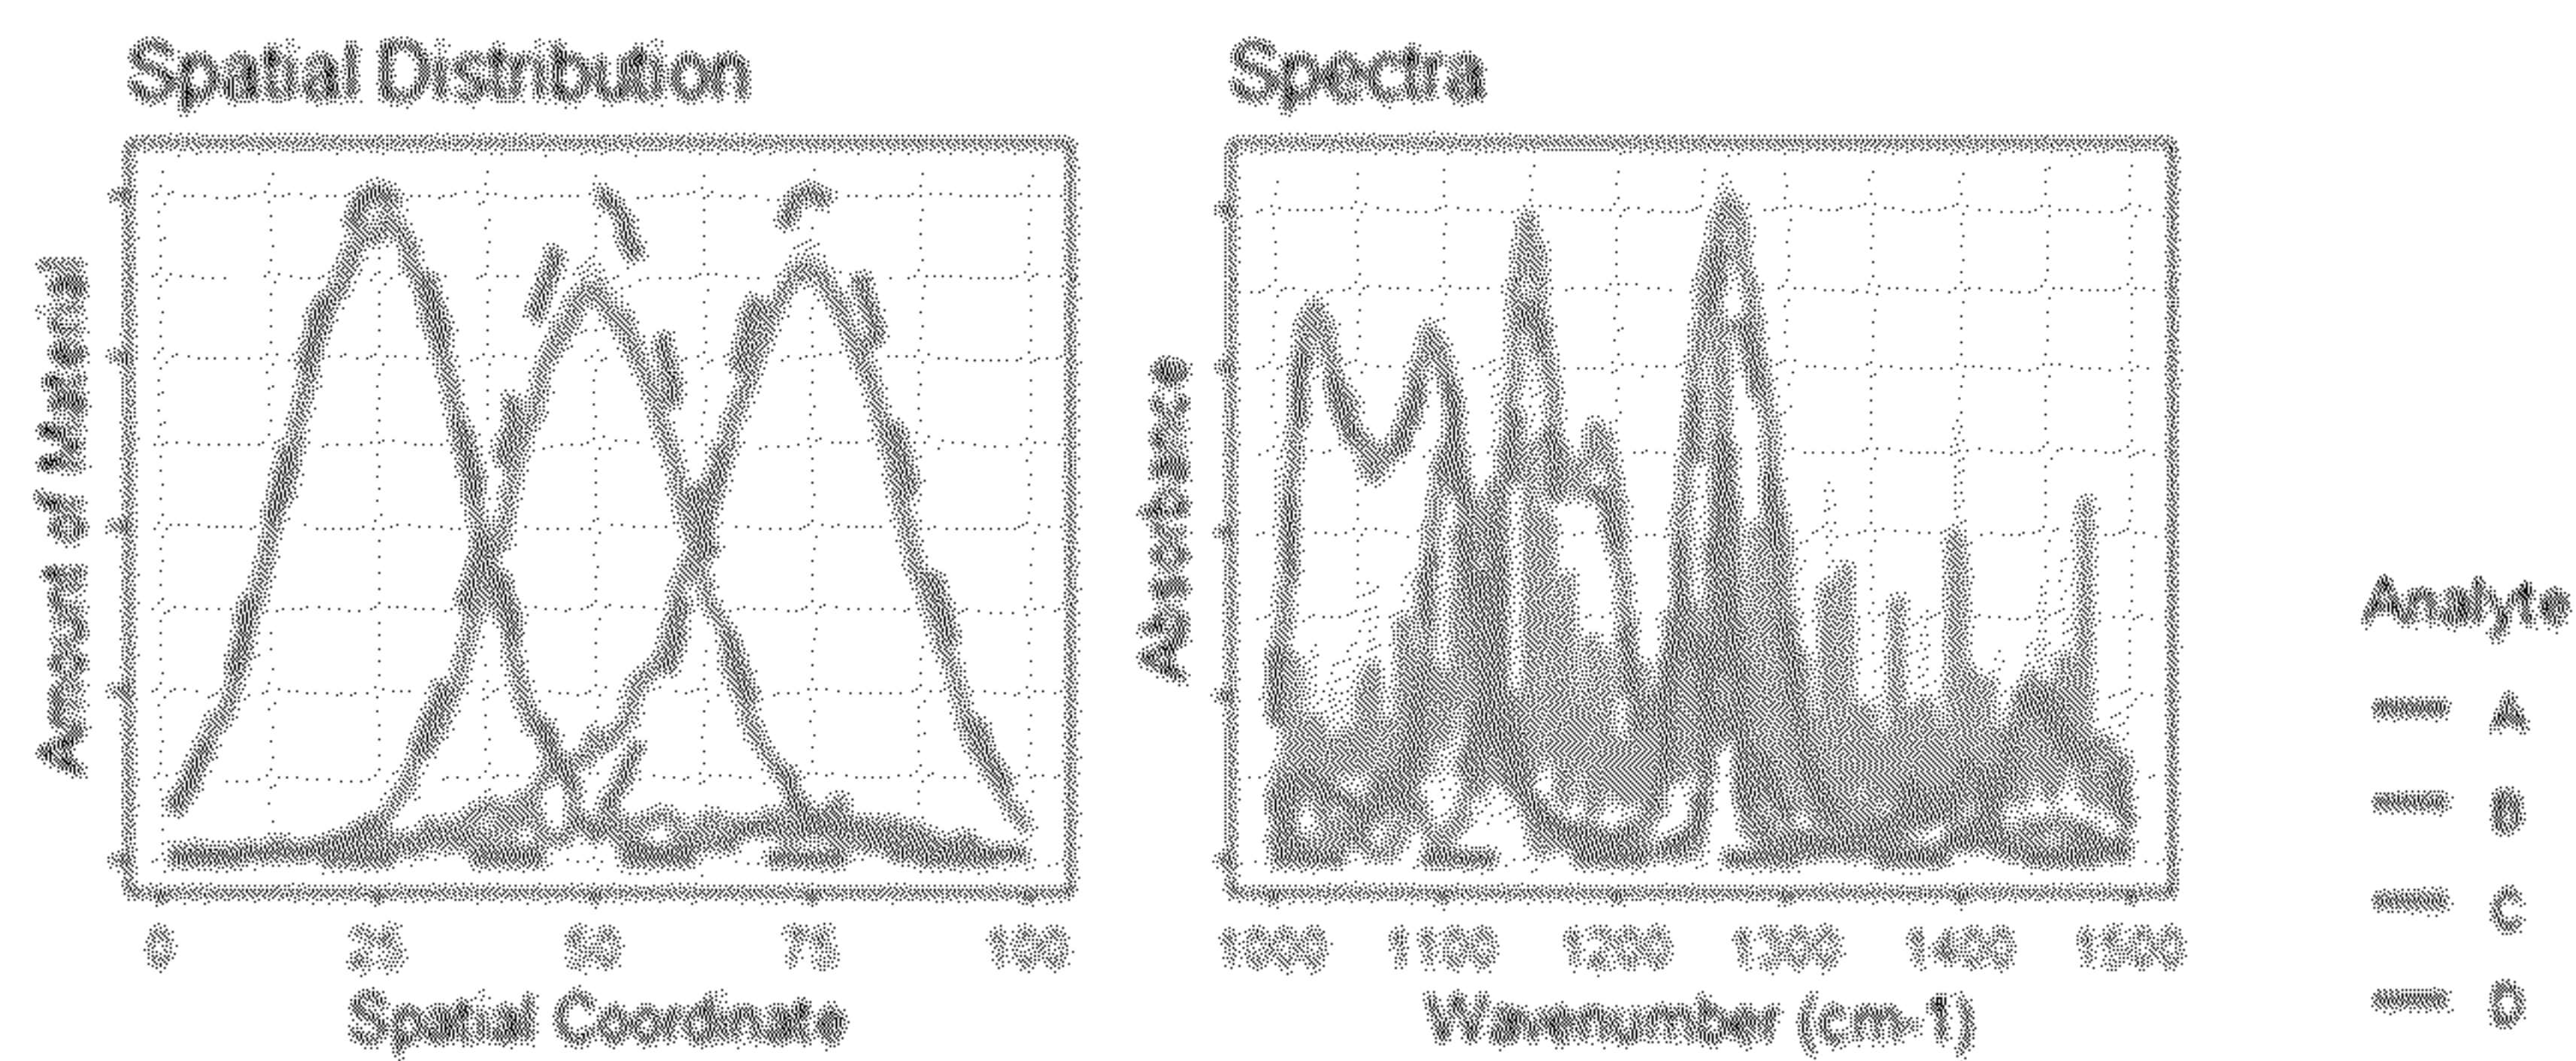 Spatial Distribution
Amount of Material
0 25 50 75 100
Spatial Coordinate
Spectra
Absorbance
1000 1100 1200 1300 1400 1500
Wavenumber (cm-1)
Analyte
A
B
C
D